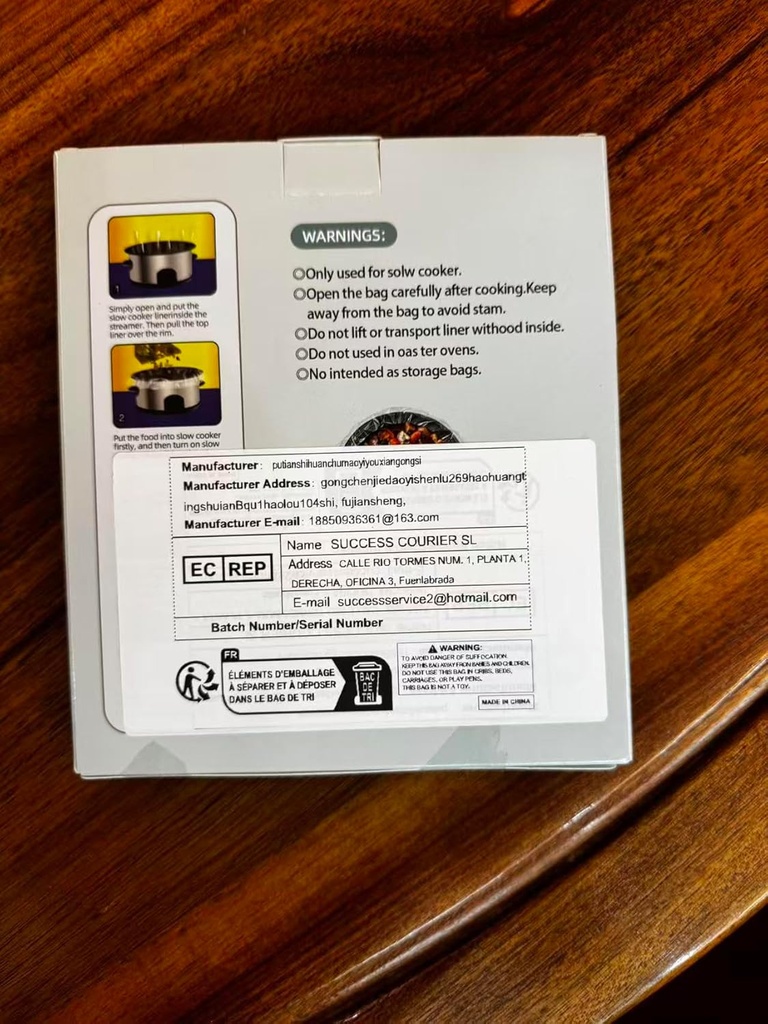 WARNINGS:
Only used for solw cooker.
Open the bag carefully after cooking.Keep
away from the bag to avoid stam.
Do not lift or transport liner withood inside.
Do not used in oas ter ovens.
No intended as storage bags.
1
Simply open and put the
slow cooker linerinside the
streamer. Then pull the top
liner over the rim.
2
Put the food into slow cooker
firstly, and then turn on slow
Manufacturer: putianshihuanchumaoyiyouxiangongsi
Manufacturer Address: gongchenjiedaoyishenlu269haohuangt
ingshuianBqu1haolou104shi, fujiansheng,
Manufacturer E-mail: 18850936361@163.com
EC REP
Name SUCCESS COURIER SL
Address CALLE RIO TORMES NUM. 1, PLANTA 1,
DERECHA, OFICINA 3, Fuenlabrada
E-mail successservice2@hotmail.com
Batch Number/Serial Number
FR
ÉLÉMENTS D'EMBALLAGE
À SÉPARER ET À DÉPOSER
DANS LE BAC DE TRI
BAC
DE
TRI
WARNING:
TO AVOID DANGER OF SUFFOCATION,
KEEP THIS BAG AWAY FROM BABIES AND CHILDREN.
DO NOT USE THIS BAG IN CRIBS, BEDS,
CARRIAGES, OR PLAY PENS.
THIS BAG IS NOT A TOY.
MADE IN CHINA